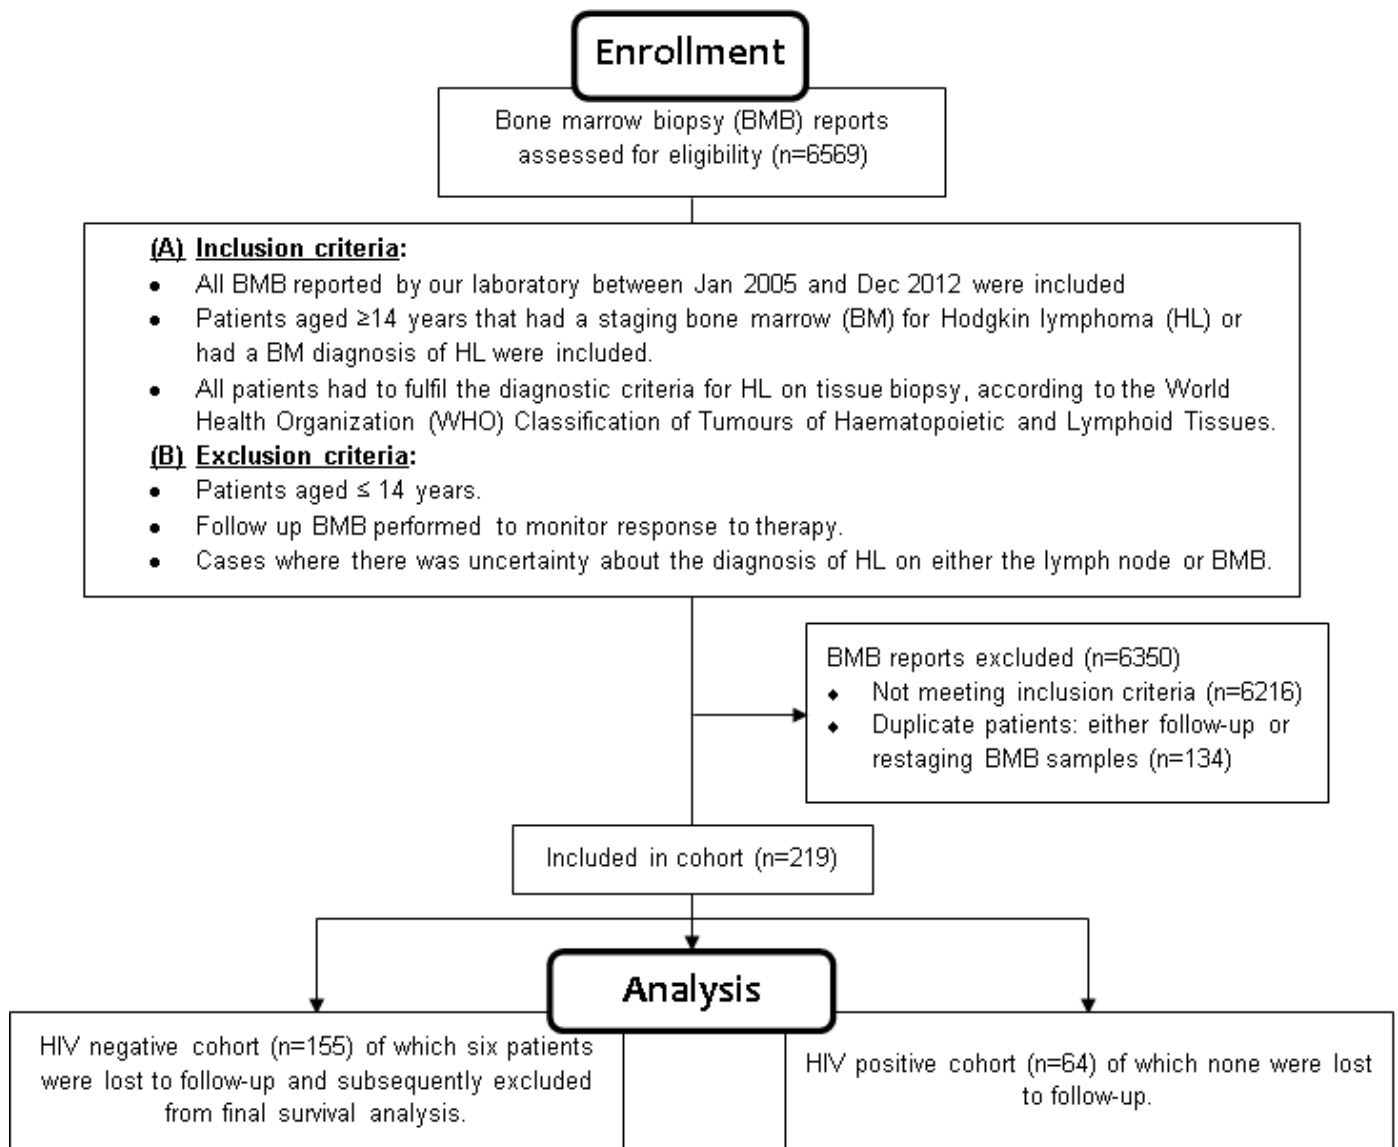 Enrollment
Bone marrow biopsy (BMB) reports
assessed for eligibility (n=6569)
(A) Inclusion criteria:
● All BMB reported by our laboratory between Jan 2005 and Dec 2012 were included
● Patients aged ≥14 years that had a staging bone marrow (BM) for Hodgkin lymphoma (HL) or
had a BM diagnosis of HL were included.
● All patients had to fulfil the diagnostic criteria for HL on tissue biopsy, according to the World
Health Organization (WHO) Classification of Tumours of Haematopoietic and Lymphoid Tissues.
(B) Exclusion criteria:
● Patients aged ≤ 14 years.
● Follow up BMB performed to monitor response to therapy.
● Cases where there was uncertainty about the diagnosis of HL on either the lymph node or BMB.
BMB reports excluded (n=6350)
♦ Not meeting inclusion criteria (n=6216)
♦ Duplicate patients: either follow-up or
restaging BMB samples (n=134)
Included in cohort (n=219)
Analysis
HIV negative cohort (n=155) of which six patients
were lost to follow-up and subsequently excluded
from final survival analysis.
HIV positive cohort (n=64) of which none were lost
to follow-up.